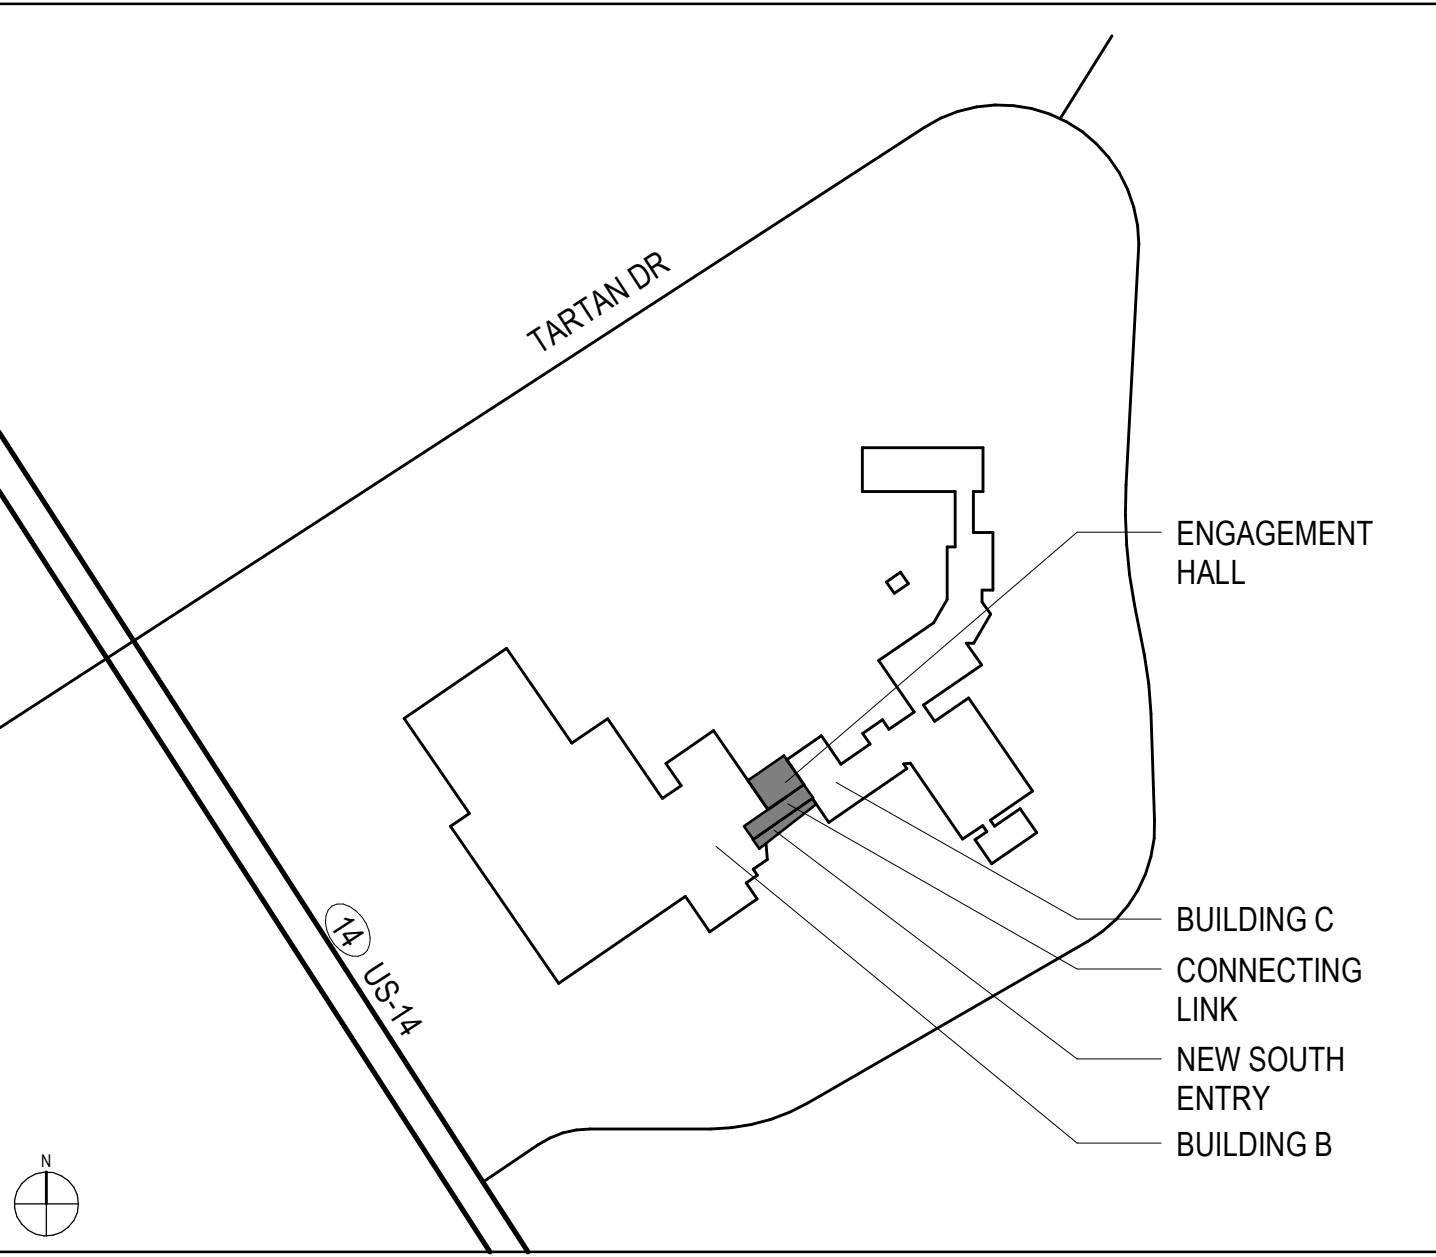 TARTAN DR
ENGAGEMENT
HALL
BUILDING C
14
US-14
CONNECTING
LINK
NEW SOUTH
ENTRY
BUILDING B
N